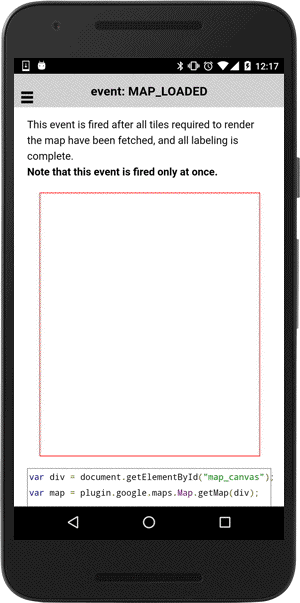 12:17
event: MAP_LOADED
This event is fired after all tiles required to render
the map have been fetched, and all labeling is
complete.
Note that this event is fired only at once.
var div = document.getElementById("map_canvas");
var map = plugin.google.maps.Map.getMap(div);